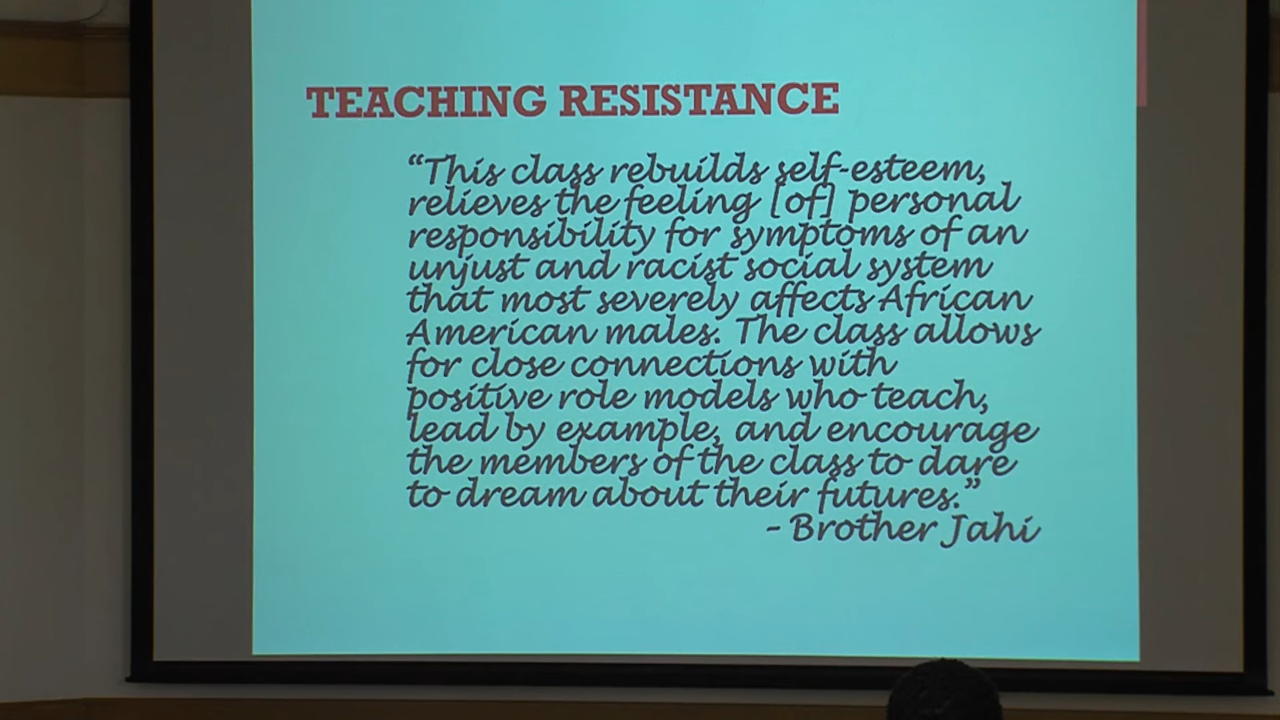 TEACHING RESISTANCE
“This class rebuilds self-esteem,
relieves the feeling [of] personal
responsibility for symptoms of an
unjust and racist social system
that most severely affects African
American males. The class allows
for close connections with
positive role models who teach,
lead by example, and encourage
the members of the class to dare
to dream about their futures.”
– Brother Jahi